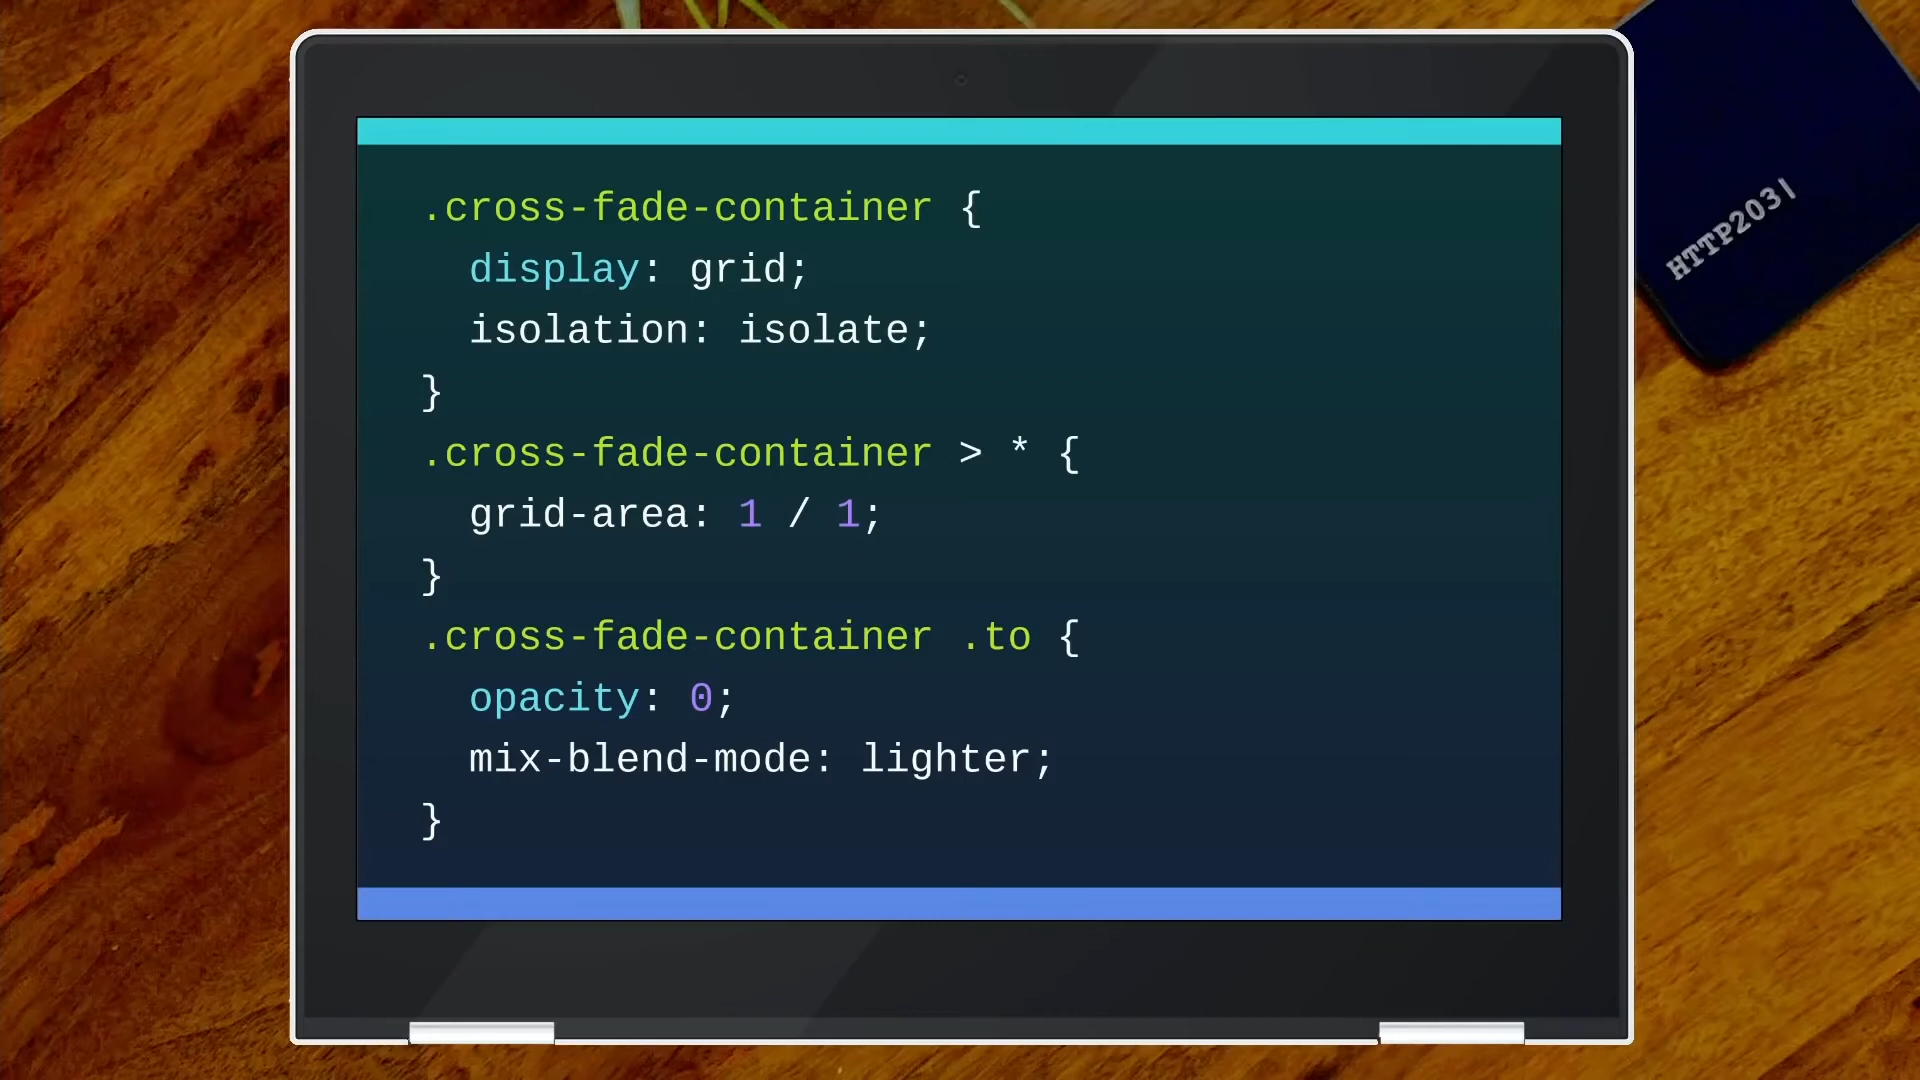 .cross-fade-container {
  display: grid;
  isolation: isolate;
}
.cross-fade-container > * {
  grid-area: 1 / 1;
}
.cross-fade-container .to {
  opacity: 0;
  mix-blend-mode: lighter;
}
HTTP203|